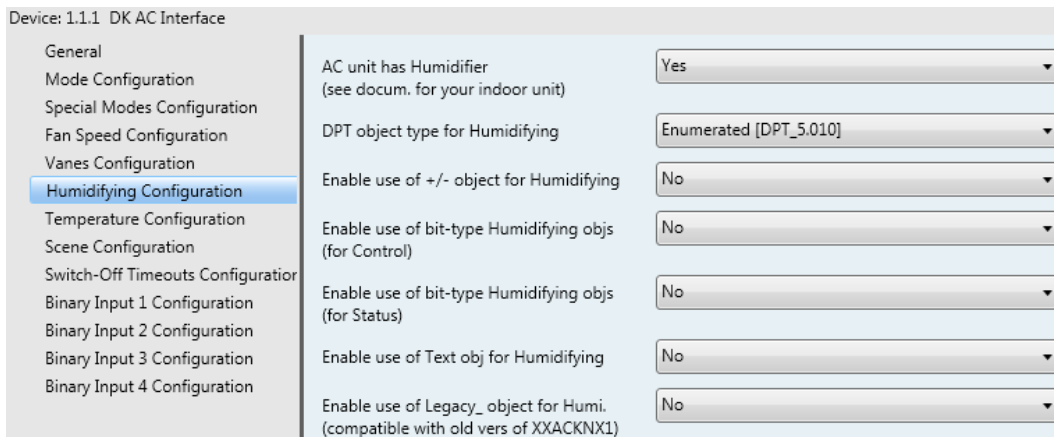 Device: 1.1.1 DK AC Interface
General
Mode Configuration
Special Modes Configuration
Fan Speed Configuration
Vanes Configuration
Humidifying Configuration
Temperature Configuration
Scene Configuration
Switch-Off Timeouts Configuration
Binary Input 1 Configuration
Binary Input 2 Configuration
Binary Input 3 Configuration
Binary Input 4 Configuration
AC unit has Humidifier
(see docum. for your indoor unit)
Yes
DPT object type for Humidifying
Enumerated [DPT_5.010]
Enable use of +/- object for Humidifying
No
Enable use of bit-type Humidifying objs
(for Control)
No
Enable use of bit-type Humidifying objs
(for Status)
No
Enable use of Text obj for Humidifying
No
Enable use of Legacy_ object for Humi.
(compatible with old vers of XXACKNX1)
No